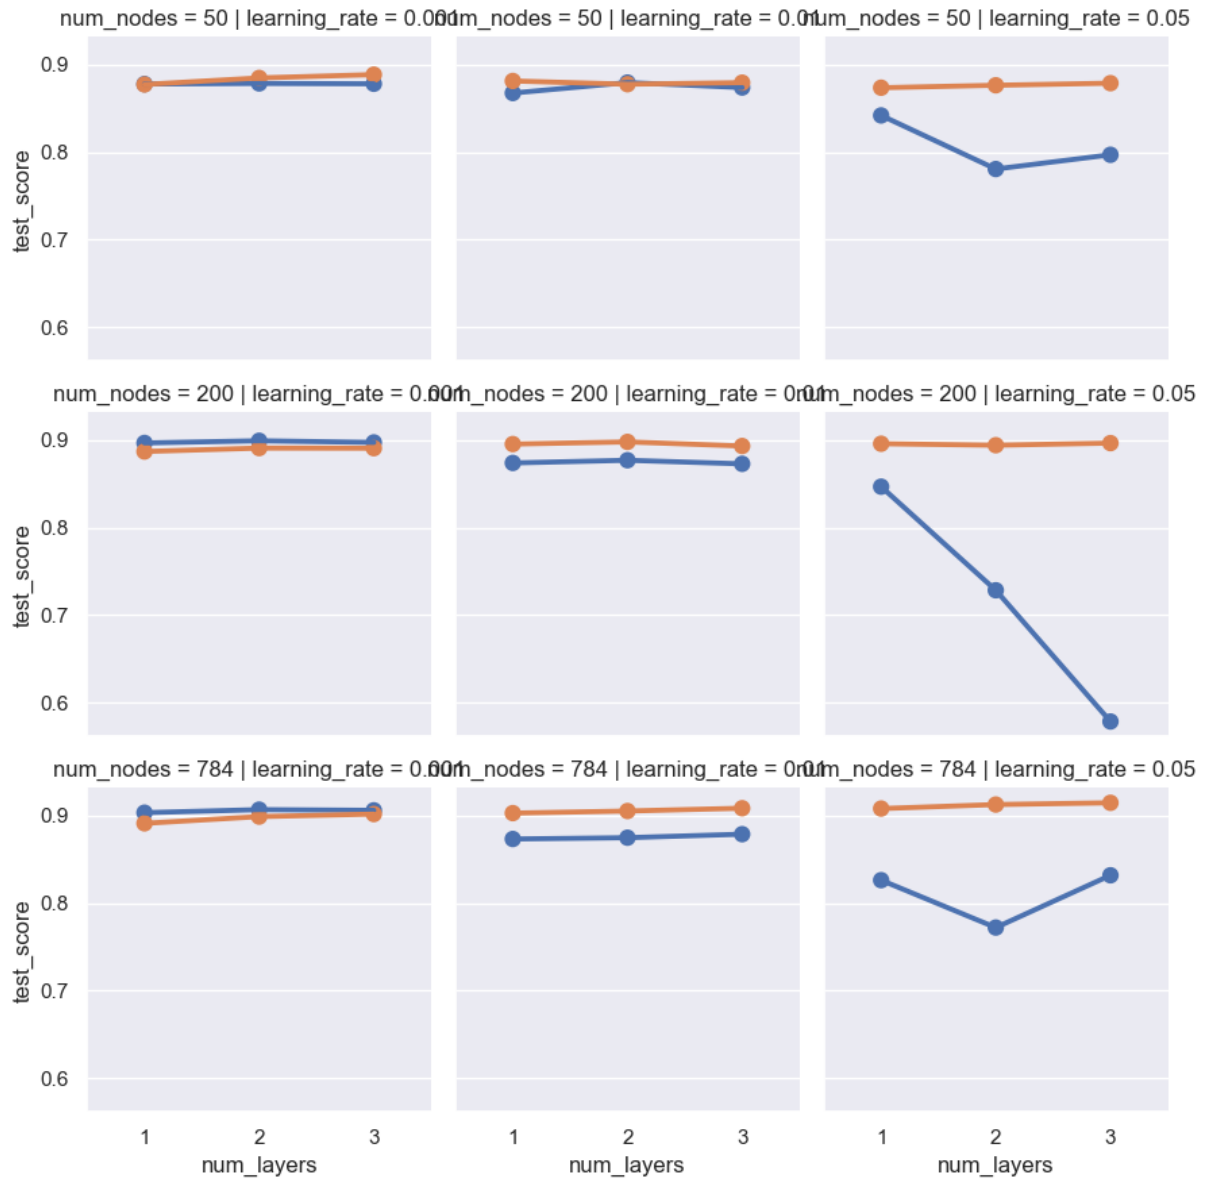 num_nodes = 50 | learning_rate = 0.001
num_nodes = 50 | learning_rate = 0.01
num_nodes = 50 | learning_rate = 0.05
0.9
0.8
0.7
0.6
test_score
num_nodes = 200 | learning_rate = 0.001
num_nodes = 200 | learning_rate = 0.01
num_nodes = 200 | learning_rate = 0.05
0.9
0.8
0.7
0.6
test_score
num_nodes = 784 | learning_rate = 0.001
num_nodes = 784 | learning_rate = 0.01
num_nodes = 784 | learning_rate = 0.05
0.9
0.8
0.7
0.6
test_score
1 2 3
1 2 3
1 2 3
num_layers
num_layers
num_layers